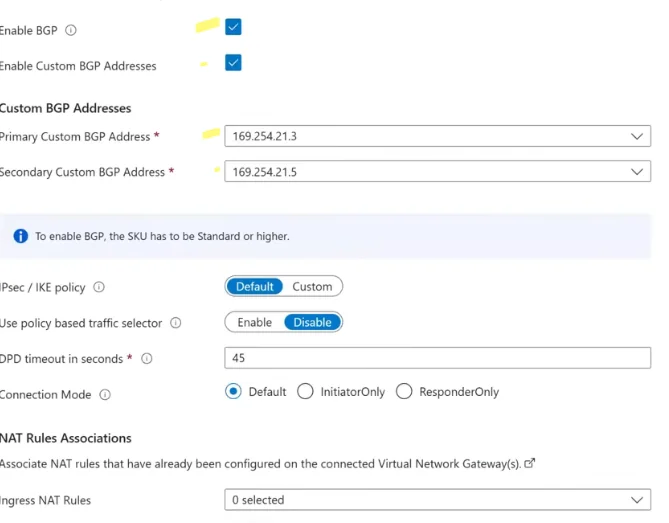 Enable BGP
Enable Custom BGP Addresses
Custom BGP Addresses
Primary Custom BGP Address * 169.254.21.3
Secondary Custom BGP Address * 169.254.21.5
To enable BGP, the SKU has to be Standard or higher.
IPsec / IKE policy Default Custom
Use policy based traffic selector Enable Disable
DPD timeout in seconds * 45
Connection Mode Default InitiatorOnly ResponderOnly
NAT Rules Associations
Associate NAT rules that have already been configured on the connected Virtual Network Gateway(s).
Ingress NAT Rules 0 selected